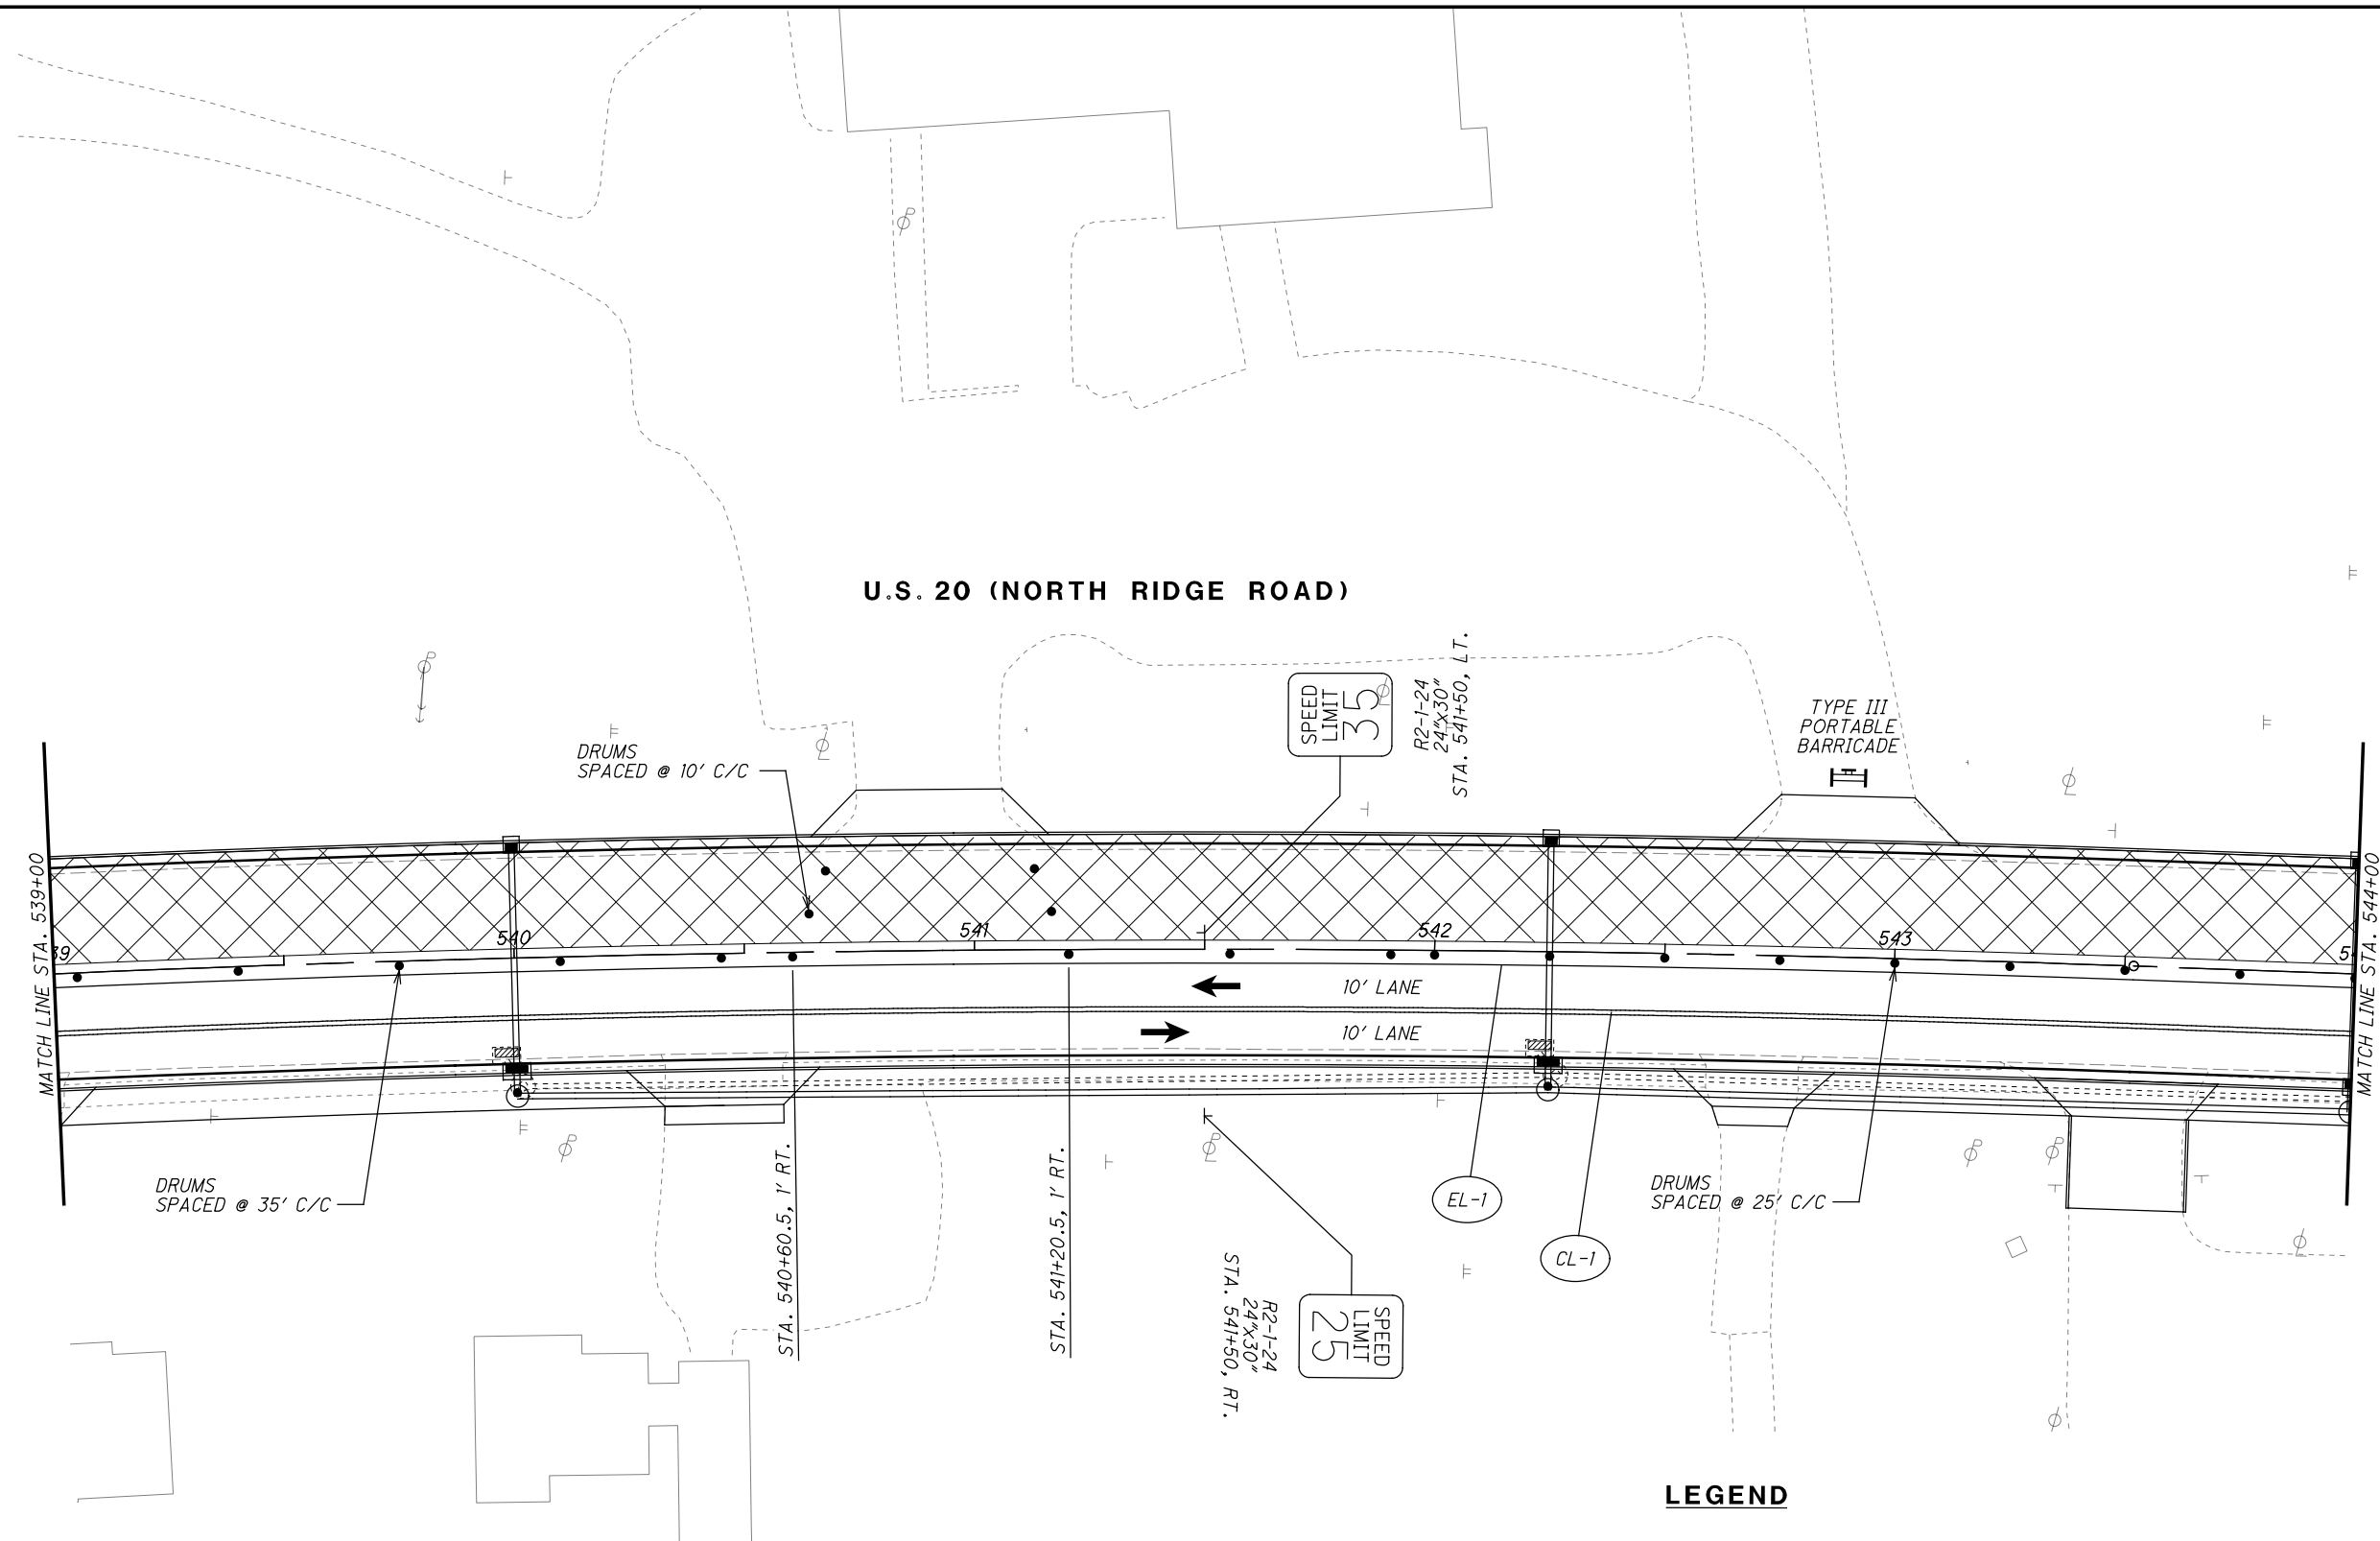 U.S. 20 (NORTH RIDGE ROAD)
DRUMS
SPACED @ 10' C/C
SPEED
LIMIT
35
R2-1-24
24"x30"
STA. 541+50, LT.
TYPE III
PORTABLE
BARRICADE
MATCH LINE STA. 539+00
39
540
541
542
543
54
MATCH LINE STA. 544+00
10' LANE
10' LANE
DRUMS
SPACED @ 35' C/C
STA. 540+60.5, 1' RT.
STA. 541+20.5, 1' RT.
EL-1
CL-1
DRUMS
SPACED @ 25' C/C
SPEED
LIMIT
25
R2-1-24
24"x30"
STA. 541+50, RT.
LEGEND